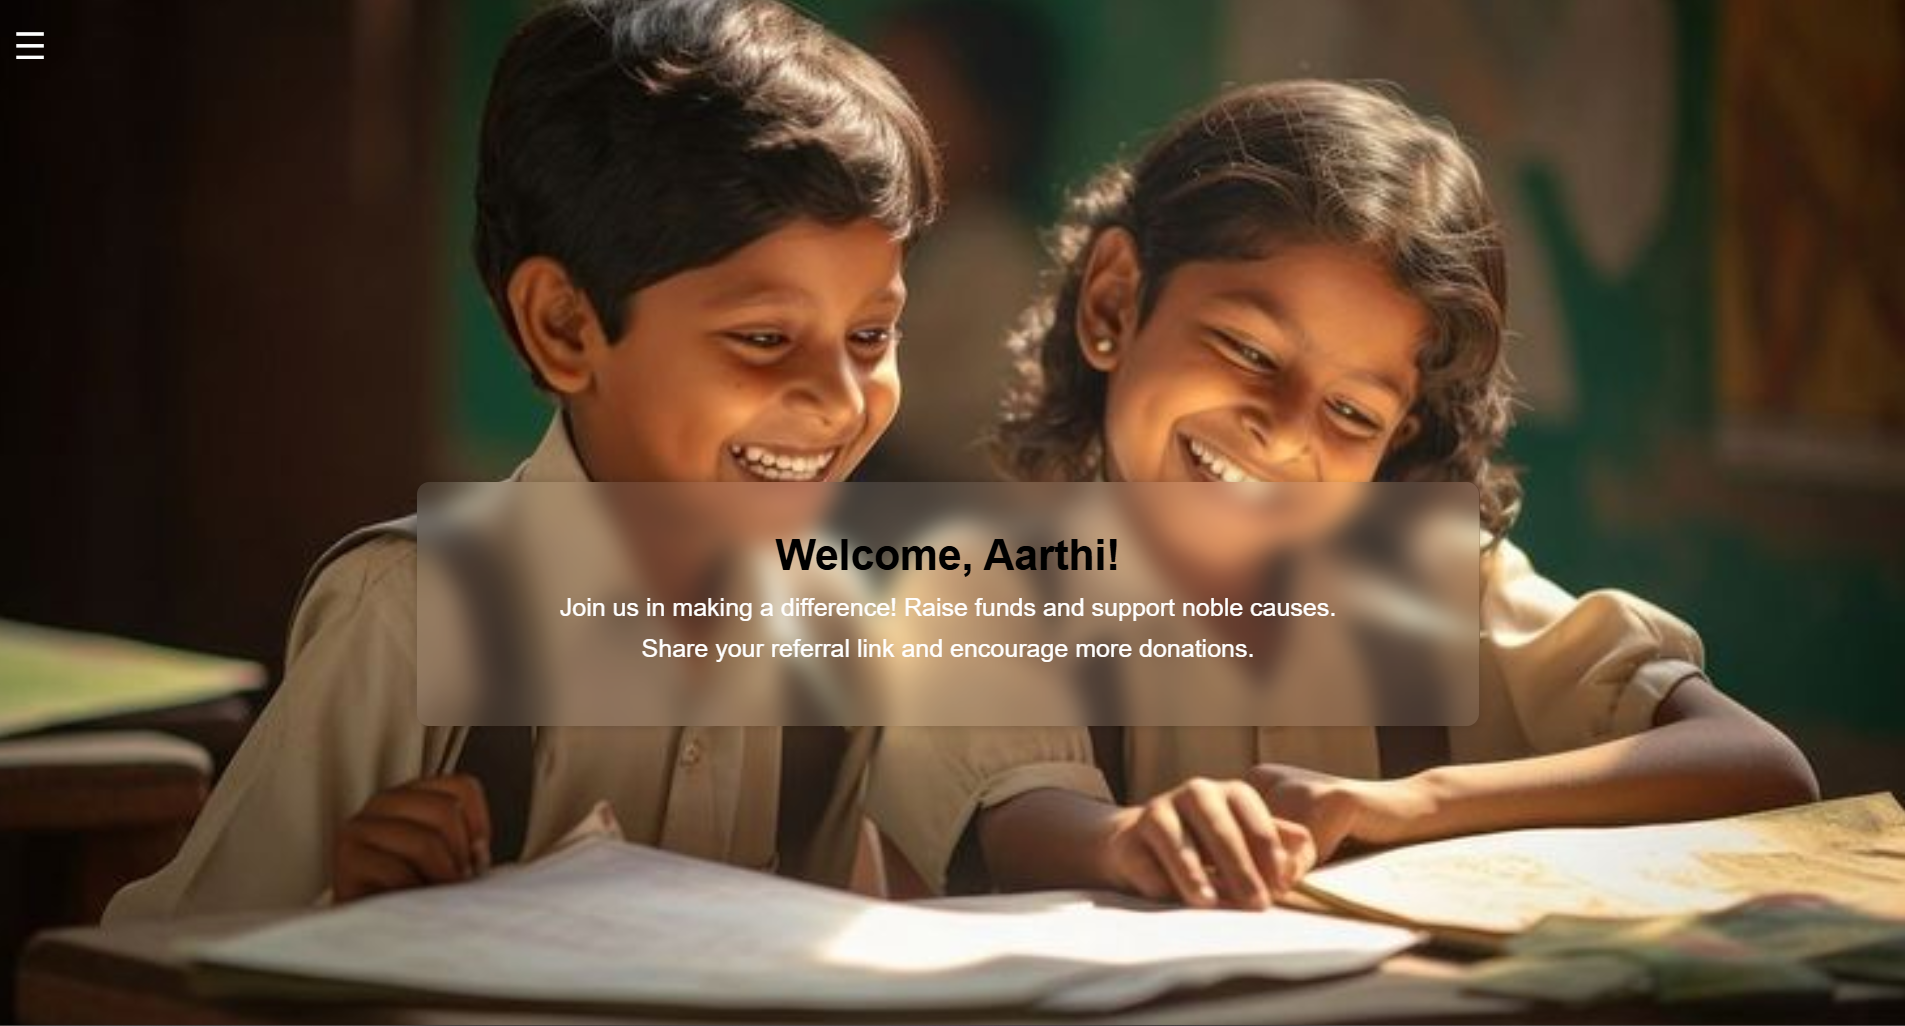 Welcome, Aarthi!
Join us in making a difference! Raise funds and support noble causes.
Share your referral link and encourage more donations.